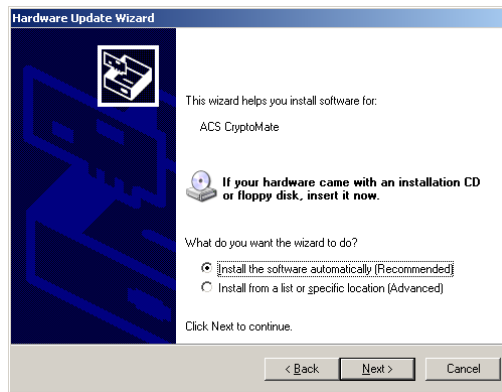 Hardware Update Wizard
This wizard helps you install software for:
ACS CryptoMate
If your hardware came with an installation CD
or floppy disk, insert it now.
What do you want the wizard to do?
Install the software automatically (Recommended)
Install from a list or specific location (Advanced)
Click Next to continue.
< Back Next > Cancel